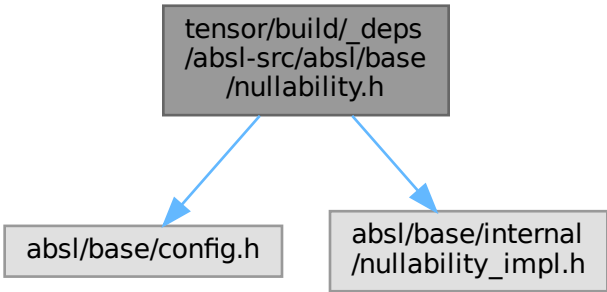 tensor/build/_deps
/absl-src/absl/base
/nullability.h
absl/base/config.h
absl/base/internal
/nullability_impl.h